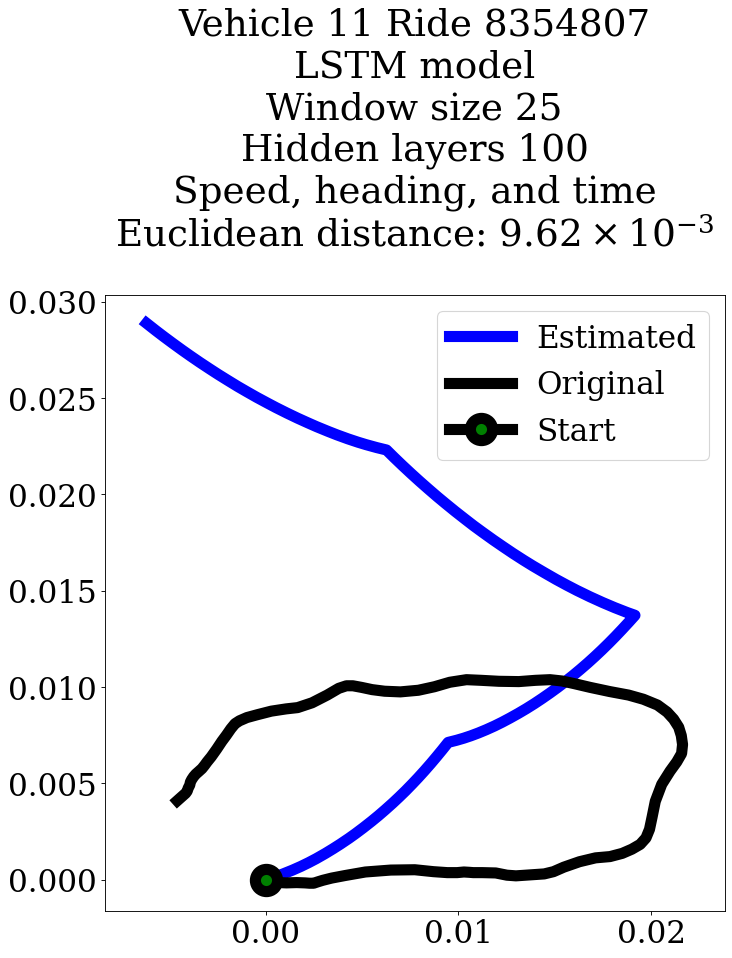 Vehicle 11 Ride 8354807
LSTM model
Window size 25
Hidden layers 100
Speed, heading, and time
Euclidean distance: 9.62 × 10⁻³
0.030
0.025
0.020
0.015
0.010
0.005
0.000
Estimated
Original
Start
0.00 0.01 0.02